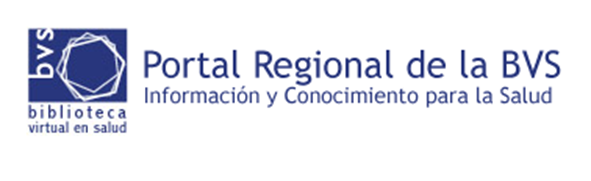 bvs
biblioteca
virtual en salud
Portal Regional de la BVS
Información y Conocimiento para la Salud